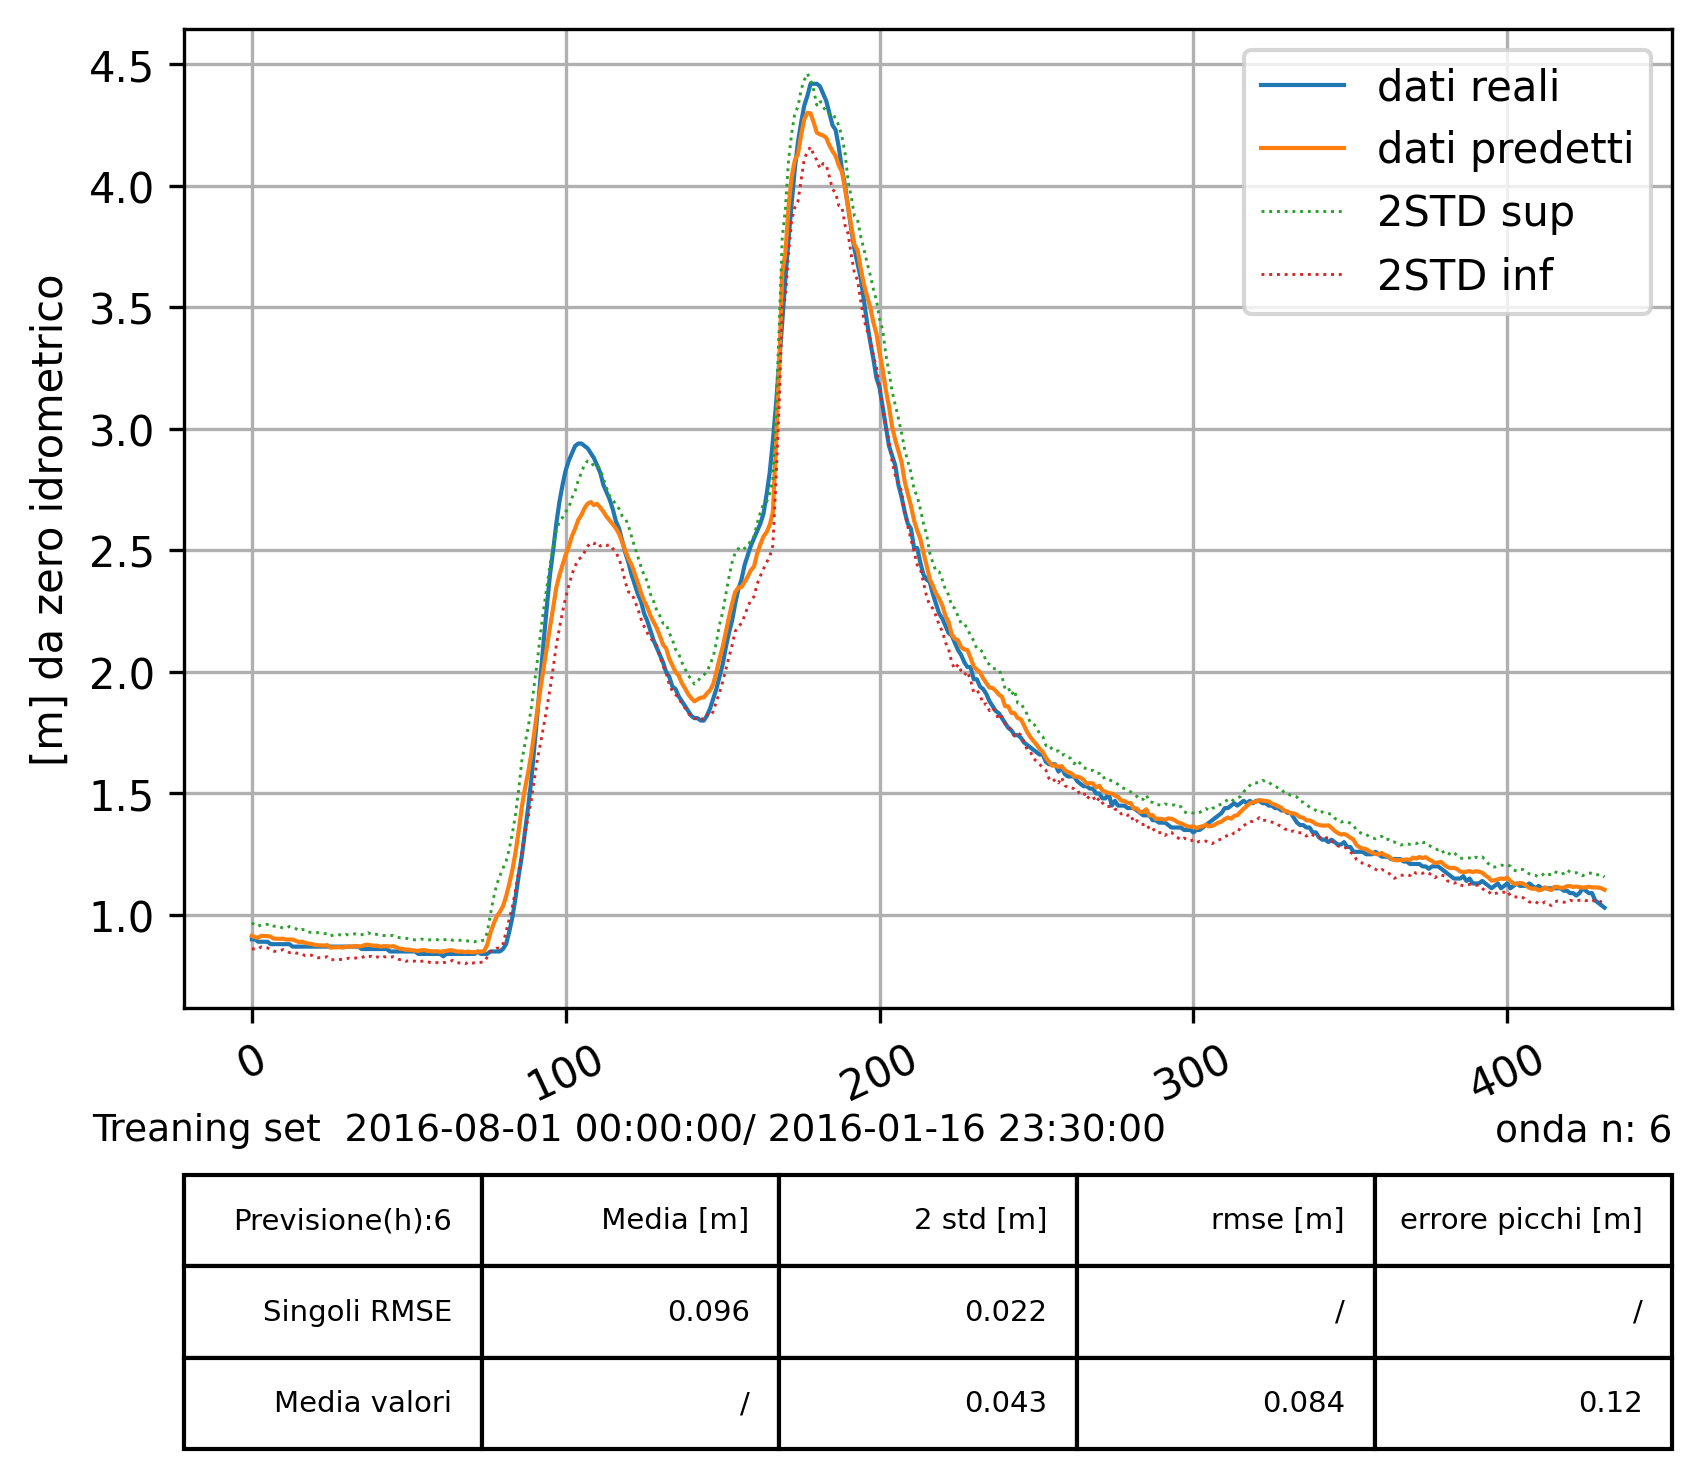 4.5
4.0
3.5
3.0
2.5
2.0
1.5
1.0
[m] da zero idrometrico
dati reali
dati predetti
2STD sup
2STD inf
0
100
200
300
400
Treaning set  2016-08-01 00:00:00/ 2016-01-16 23:30:00
onda n: 6
Previsione(h):6 Media [m] 2 std [m] rmse [m] errore picchi [m]
Singoli RMSE 0.096 0.022 / /
Media valori / 0.043 0.084 0.12